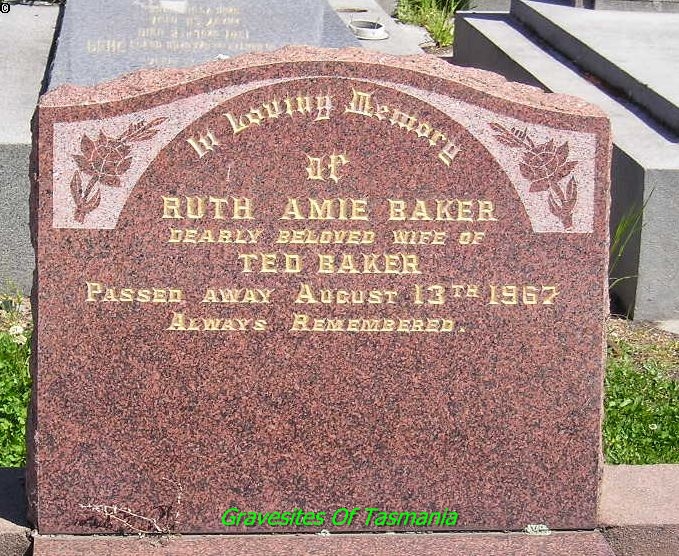 ©
In Loving Memory
of
RUTH AMIE BAKER
DEARLY BELOVED WIFE OF
TED BAKER
PASSED AWAY AUGUST 13TH 1967
ALWAYS REMEMBERED.
Gravesites Of Tasmania